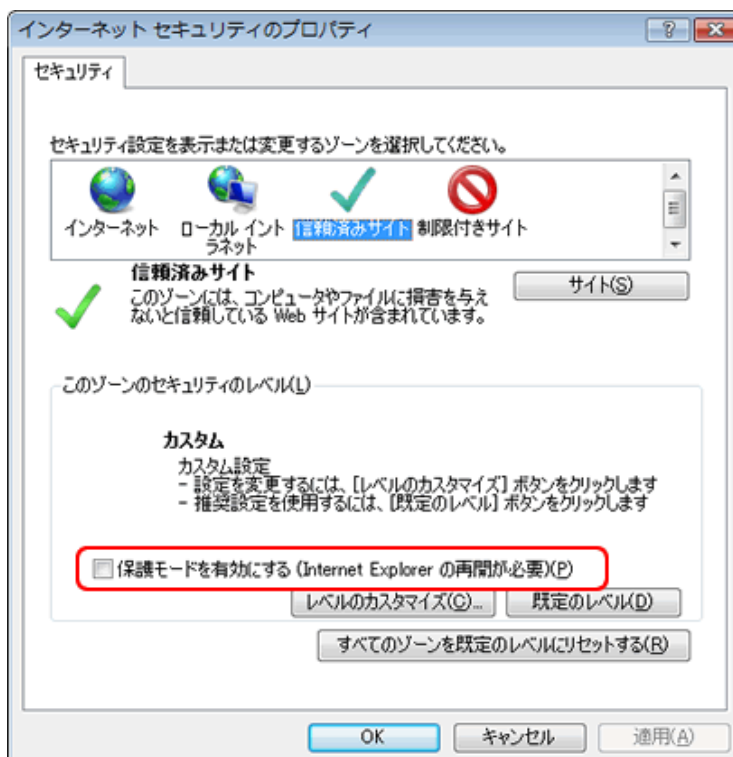 インターネット セキュリティのプロパティ
セキュリティ
セキュリティ設定を表示または変更するゾーンを選択してください。
インターネット
ローカル イント
ラネット
信頼済みサイト
制限付きサイト
信頼済みサイト
このゾーンには、コンピュータやファイルに損害を与え
ないと信頼している Web サイトが含まれています。
サイト(S)
このゾーンのセキュリティのレベル(L)
カスタム
カスタム設定
- 設定を変更するには、[レベルのカスタマイズ] ボタンをクリックします
- 推奨設定を使用するには、[既定のレベル] ボタンをクリックします
保護モードを有効にする (Internet Explorer の再開が必要)(P)
レベルのカスタマイズ(C)...
既定のレベル(D)
すべてのゾーンを既定のレベルにリセットする(R)
OK
キャンセル
適用(A)